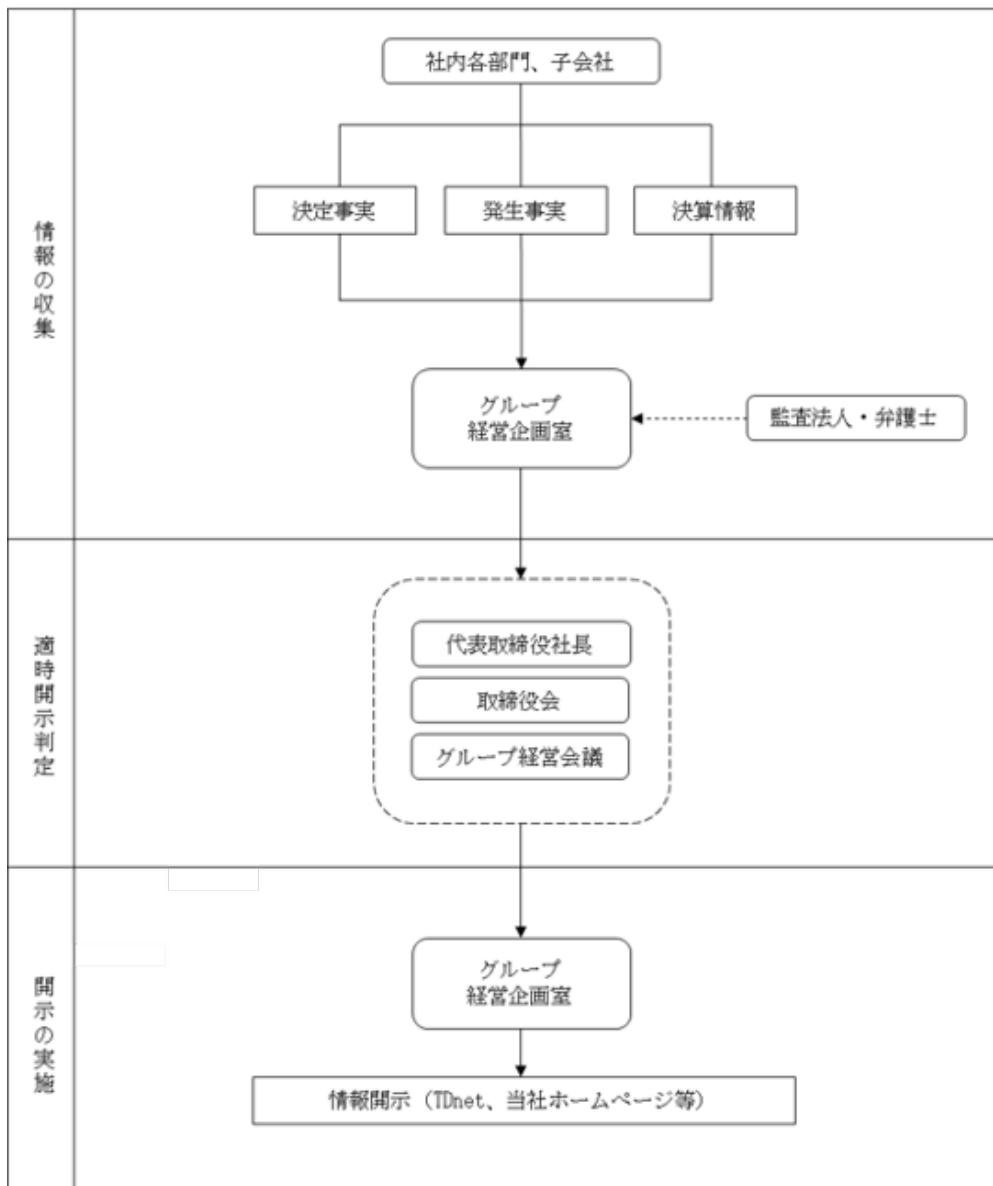 情報の収集
社内各部門、子会社
決定事実
発生事実
決算情報
グループ
経営企画室
監査法人・弁護士
適時開示判定
代表取締役社長
取締役会
グループ経営会議
開示の実施
グループ
経営企画室
情報開示（TDnet、当社ホームページ等）